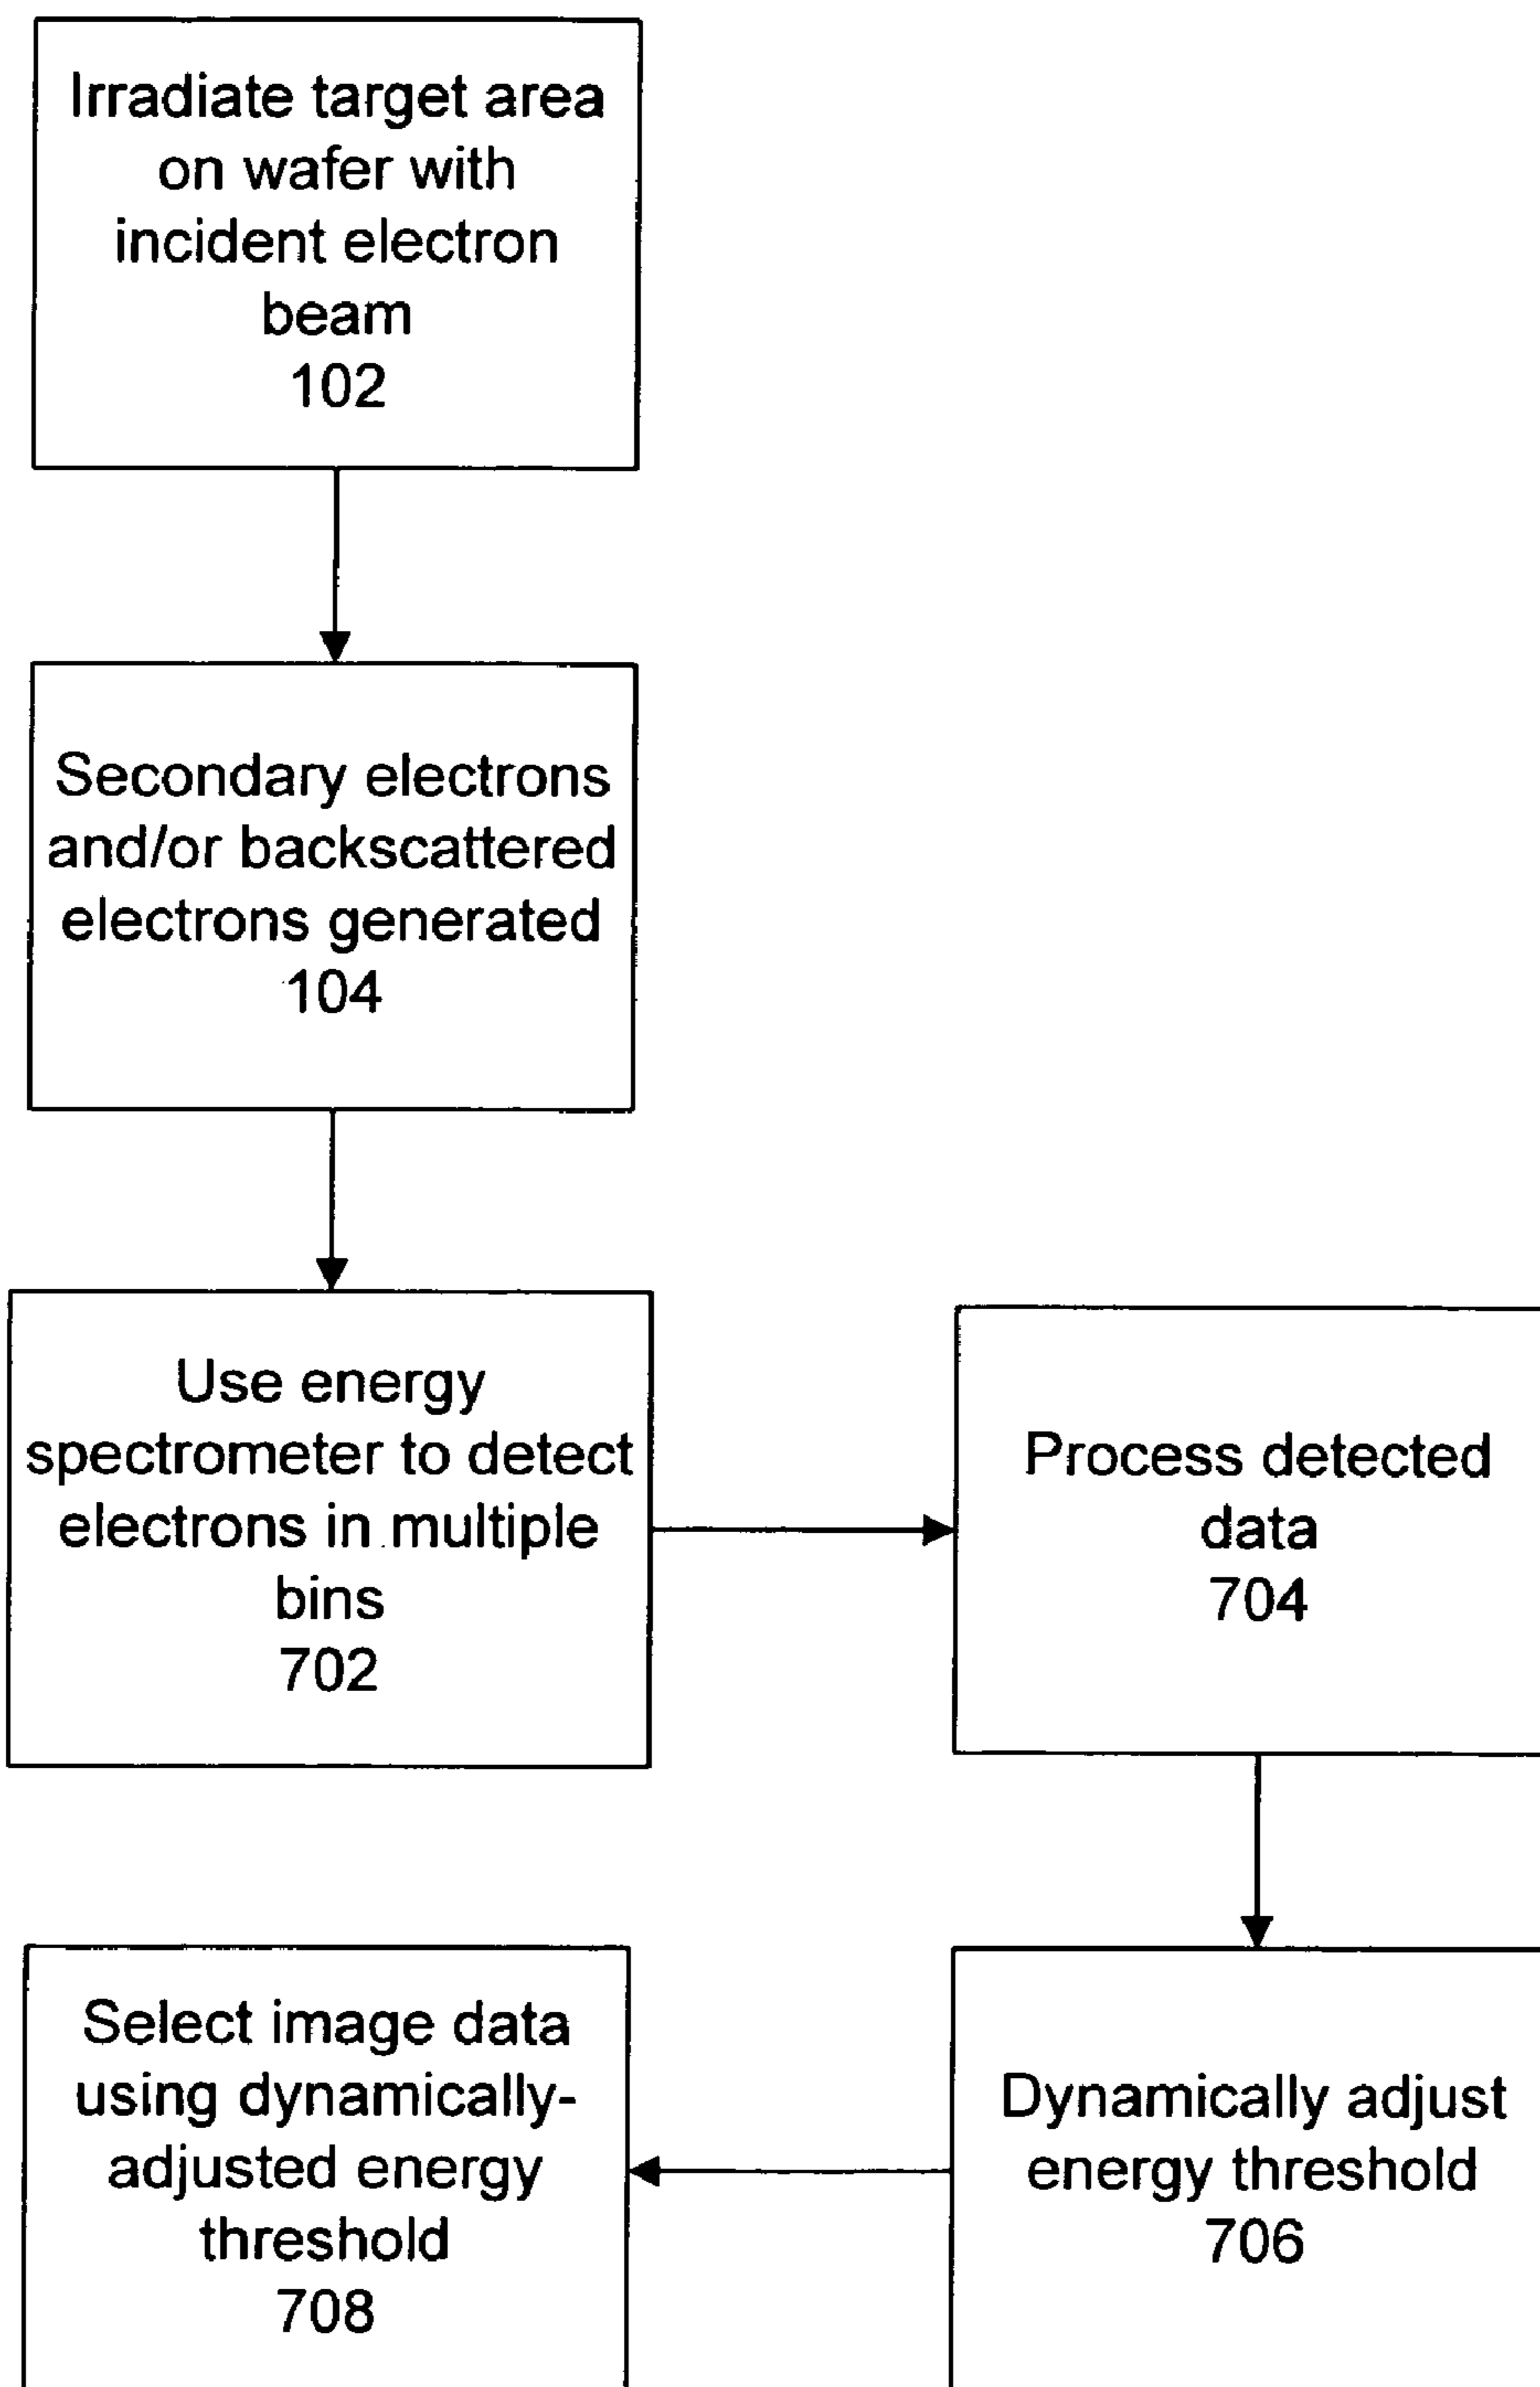 Irradiate target area
on wafer with
incident electron
beam
102
Secondary electrons
and/or backscattered
electrons generated
104
Use energy
spectrometer to detect
electrons in multiple
bins
702
Process detected
data
704
Dynamically adjust
energy threshold
706
Select image data
using dynamically-
adjusted energy
threshold
708